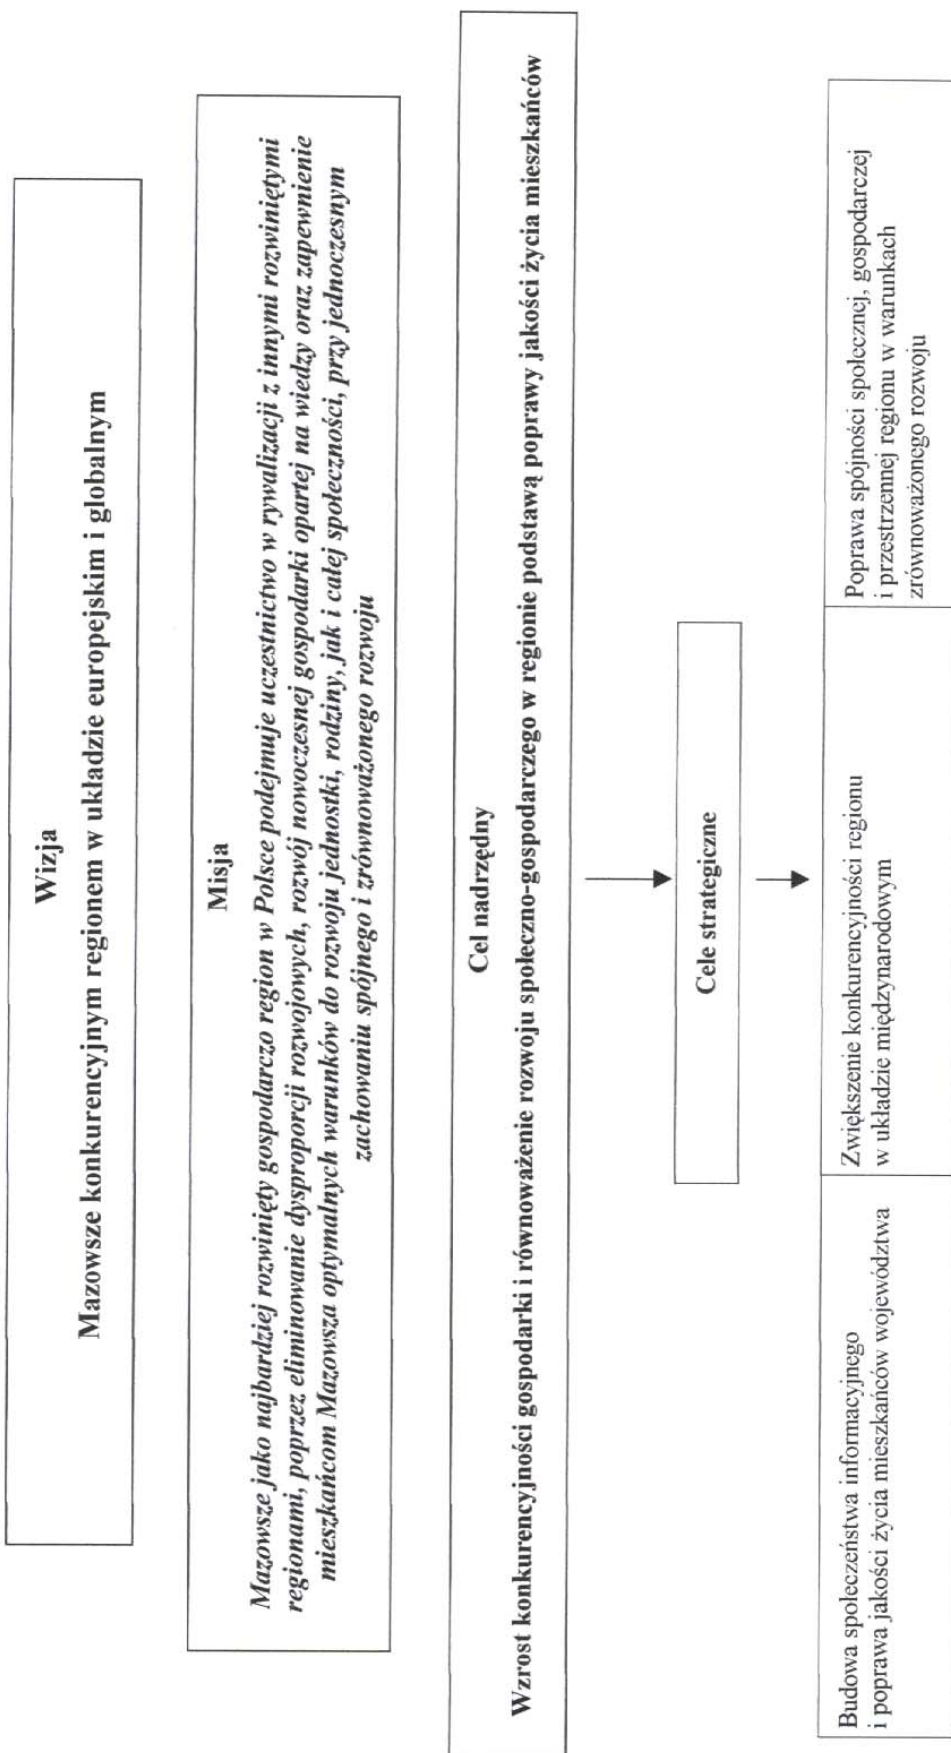 Wizja
Mazowsze konkurencyjnym regionem w układzie europejskim i globalnym
Misja
Mazowsze jako najbardziej rozwinięty gospodarczo region w Polsce podejmuje uczestnictwo w rywalizacji z innymi rozwiniętymi
regionami, poprzez eliminowanie dysproporcji rozwojowych, rozwój nowoczesnej gospodarki opartej na wiedzy oraz zapewnienie
mieszkańcom Mazowsza optymalnych warunków do rozwoju jednostki, rodziny, jak i całej społeczności, przy jednoczesnym
zachowaniu spójnego i zrównoważonego rozwoju
Cel nadrzędny
Wzrost konkurencyjności gospodarki i równoważenie rozwoju społeczno-gospodarczego w regionie podstawą poprawy jakości życia mieszkańców
Cele strategiczne
Budowa społeczeństwa informacyjnego
i poprawa jakości życia mieszkańców województwa
Zwiększenie konkurencyjności regionu
w układzie międzynarodowym
Poprawa spójności społecznej, gospodarczej
i przestrzennej regionu w warunkach
zrównoważonego rozwoju